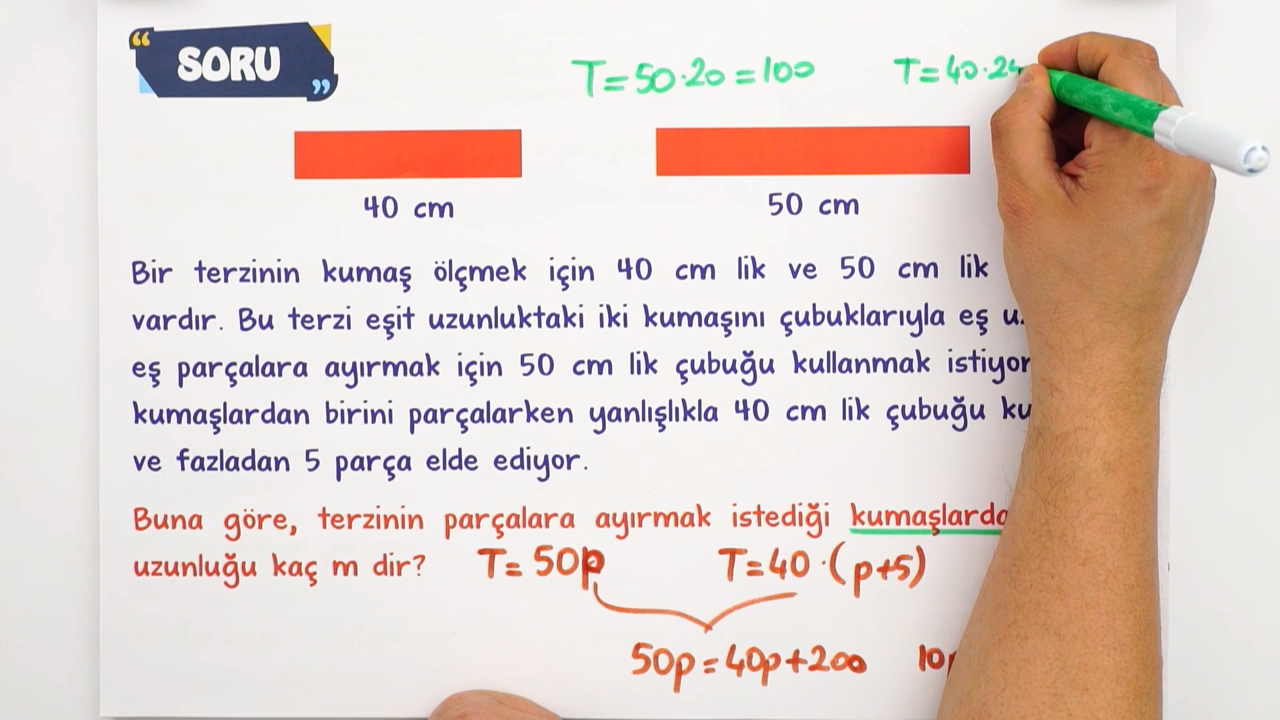 “ SORU ”
T=50·20=100 T=40·2
40 cm 50 cm
Bir terzinin kumaş ölçmek için 40 cm lik ve 50 cm lik
vardır. Bu terzi eşit uzunluktaki iki kumaşını çubuklarıyla eş
eş parçalara ayırmak için 50 cm lik çubuğu kullanmak
kumaşlardan birini parçalarken yanlışlıkla 40 cm lik çubuğu
ve fazladan 5 parça elde ediyor.
Buna göre, terzinin parçalara ayırmak istediği
uzunluğu kaç m dir? T=50p T=40·(p+5)
50p=40p+200 10